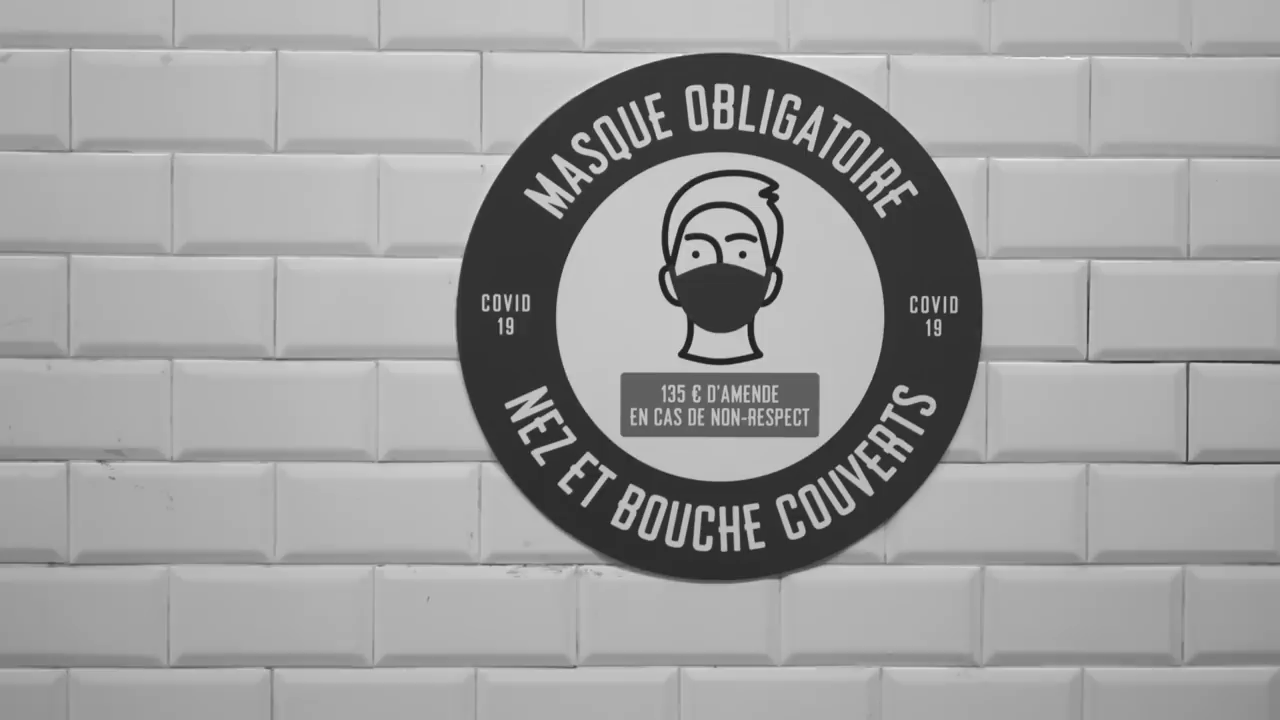 MASQUE OBLIGATOIRE
COVID
19
COVID
19
135 € D'AMENDE
EN CAS DE NON-RESPECT
NEZ ET BOUCHE COUVERTS